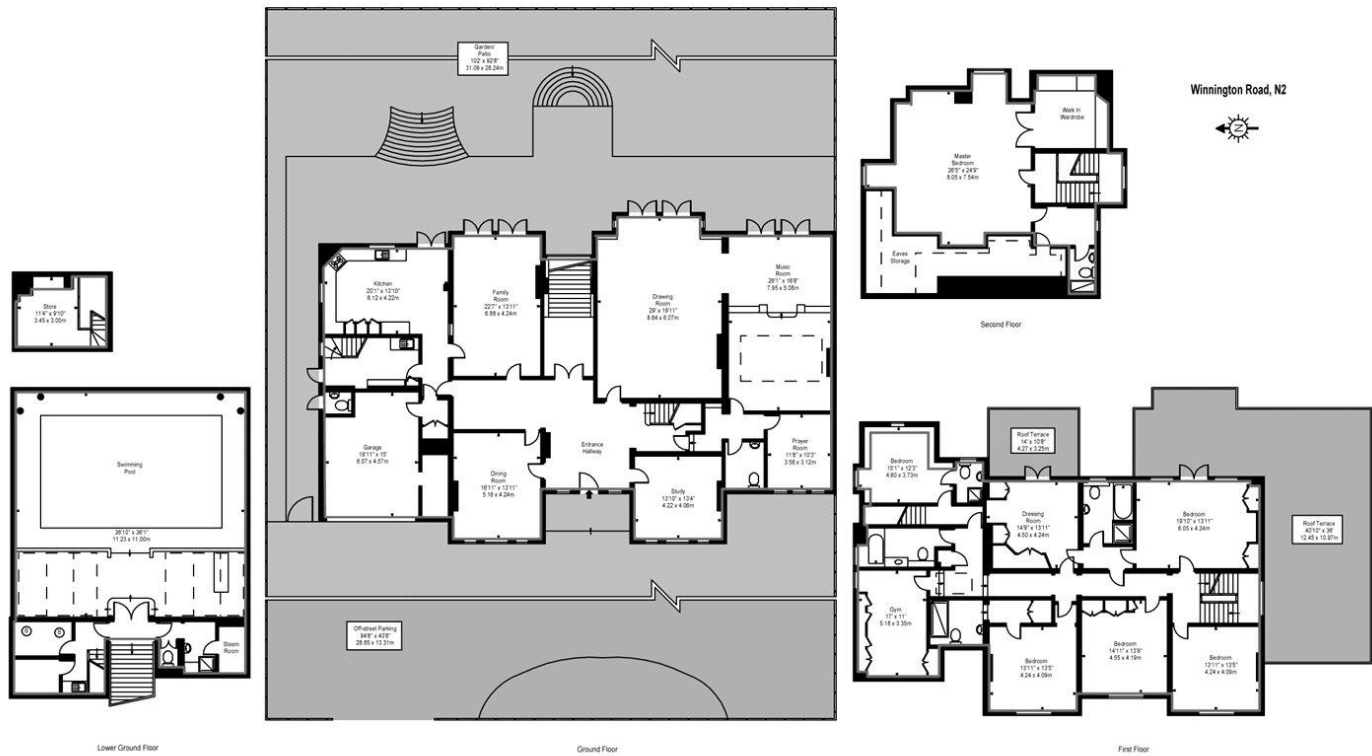 Garden/
Patio
102' x 92'8"
31.09 x 28.24m
Winnington Road, N2
N
Walk In
Wardrobe
Master
Bedroom
26'5" x 24'9"
8.05 x 7.54m
Eaves
Storage
Second Floor
Store
11'4" x 9'10"
3.45 x 3.00m
Kitchen
20'1" x 13'10"
6.12 x 4.22m
Family
Room
22'7" x 13'11"
6.88 x 4.24m
Drawing
Room
29' x 19'11"
8.84 x 6.07m
Music
Room
26'1" x 16'8"
7.95 x 5.08m
Garage
19'11" x 15'
6.07 x 4.57m
Dining
Room
16'11" x 13'11"
5.16 x 4.24m
Entrance
Hallway
Study
13'10" x 13'4"
4.22 x 4.06m
Prayer
Room
11'8" x 10'3"
3.56 x 3.12m
Off-street Parking
94'8" x 43'8"
28.85 x 13.31m
Ground Floor
Swimming
Pool
36'10" x 36'1"
11.23 x 11.00m
Steam
Room
Lower Ground Floor
Roof Terrace
14' x 10'8"
4.27 x 3.25m
Bedroom
15'1" x 12'3"
4.60 x 3.73m
Dressing
Room
14'9" x 13'11"
4.50 x 4.24m
Bedroom
19'10" x 13'11"
6.05 x 4.24m
Roof Terrace
40'10" x 36'
12.45 x 10.97m
Gym
17' x 11'
5.18 x 3.35m
Bedroom
13'11" x 13'5"
4.24 x 4.09m
Bedroom
14'11" x 13'9"
4.55 x 4.19m
Bedroom
13'11" x 13'5"
4.24 x 4.09m
First Floor